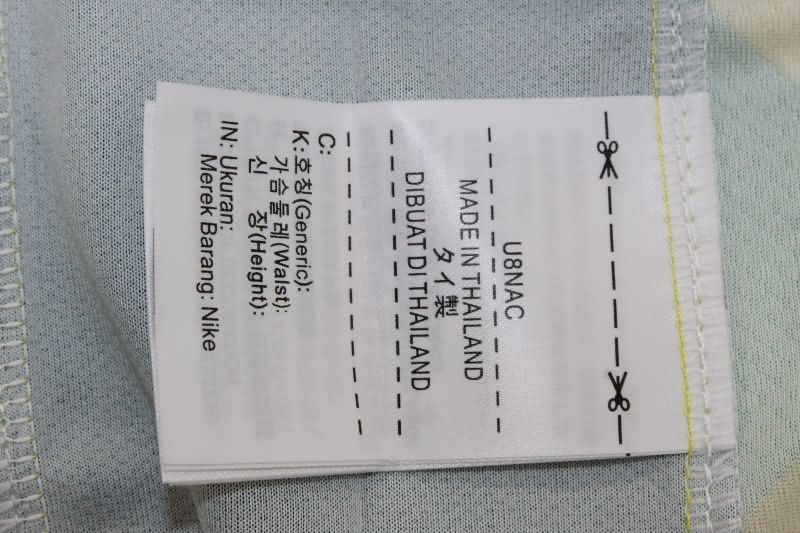 U8NAC
MADE IN THAILAND
タイ製
DIBUAT DI THAILAND
C:
K:호칭(Generic):
가슴둘레(Walst):
신 장(Height):
IN: Ukuran:
Merek Barang: Nike